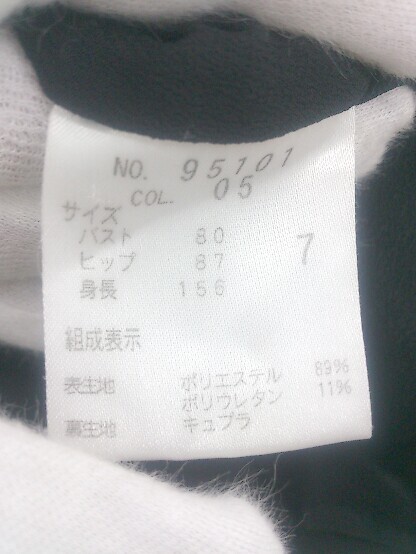 NO. 95101
COL. 05
サイズ
バスト 80
ヒップ 87 7
身長 156
組成表示
表生地 ポリエステル 89%
ポリウレタン 11%
裏生地 キュプラ